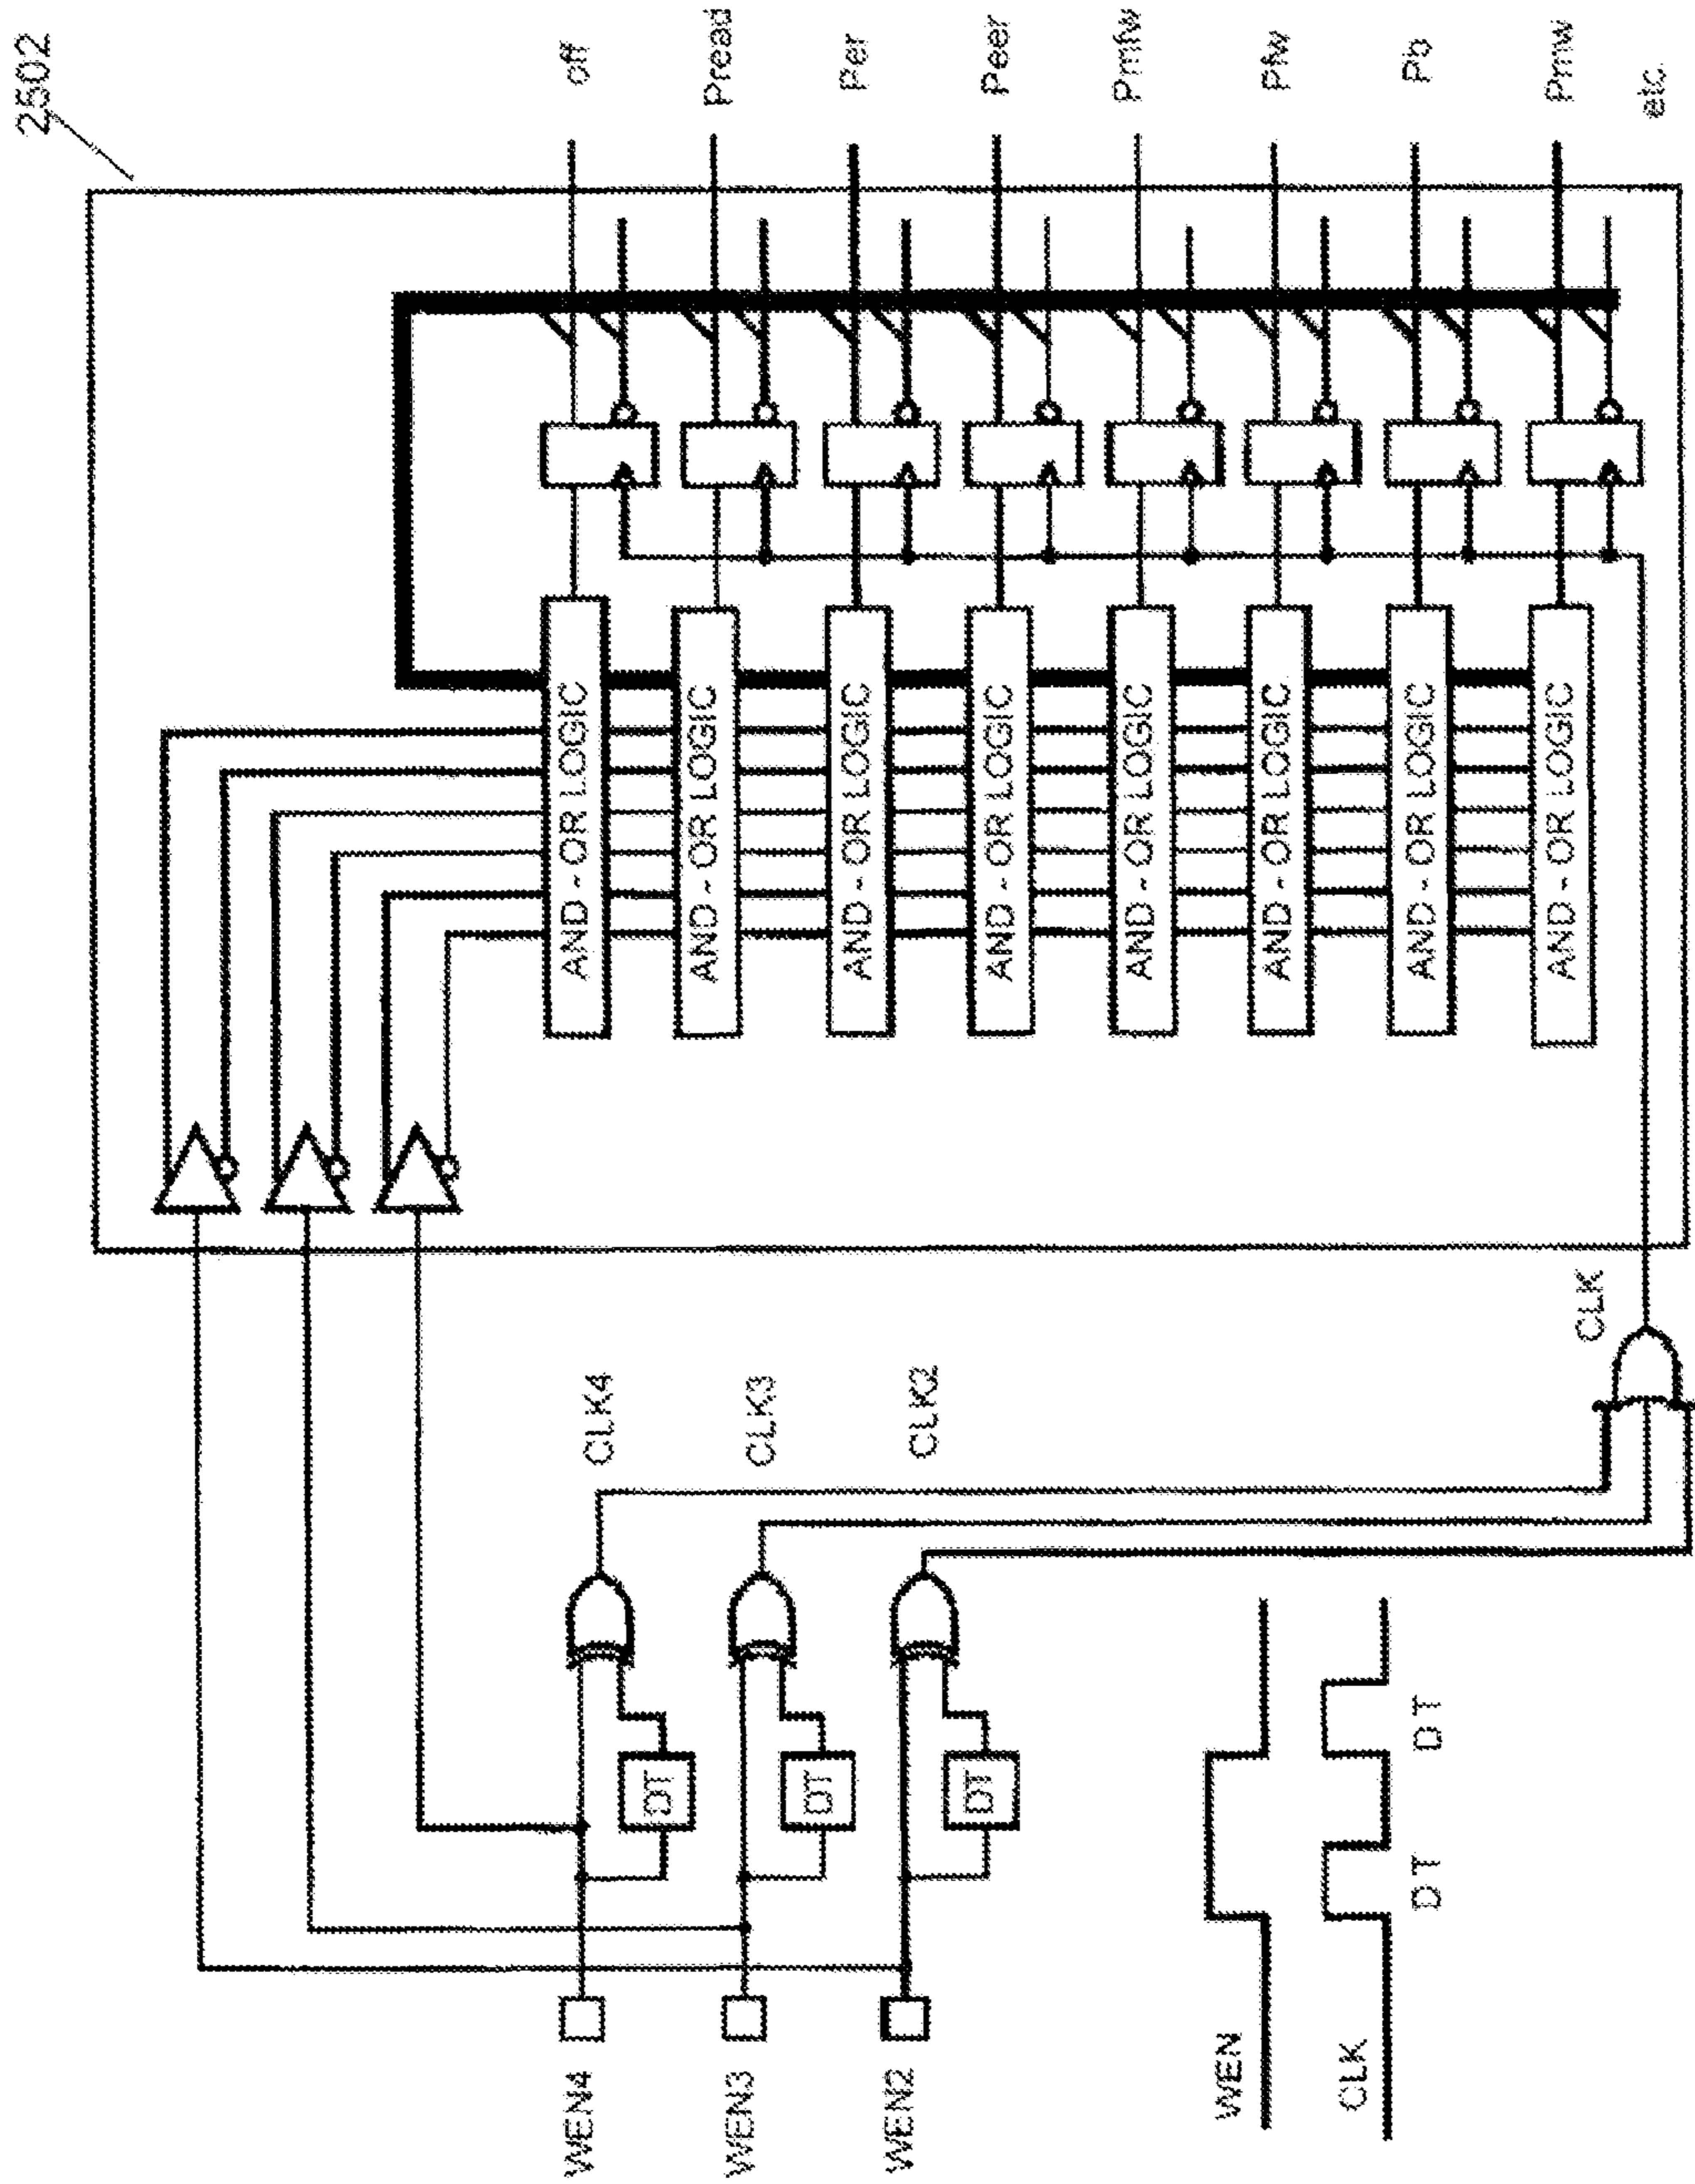 2502
off
Pread
Per
Peer
Pmfw
Pfw
Pb
Pmw
etc.
AND - OR LOGIC
AND - OR LOGIC
AND - OR LOGIC
AND - OR LOGIC
AND - OR LOGIC
AND - OR LOGIC
AND - OR LOGIC
AND - OR LOGIC
CLK4
CLK3
CLK2
CLK
DT
DT
DT
WEN4
WEN3
WEN2
WEN
CLK
DT
DT